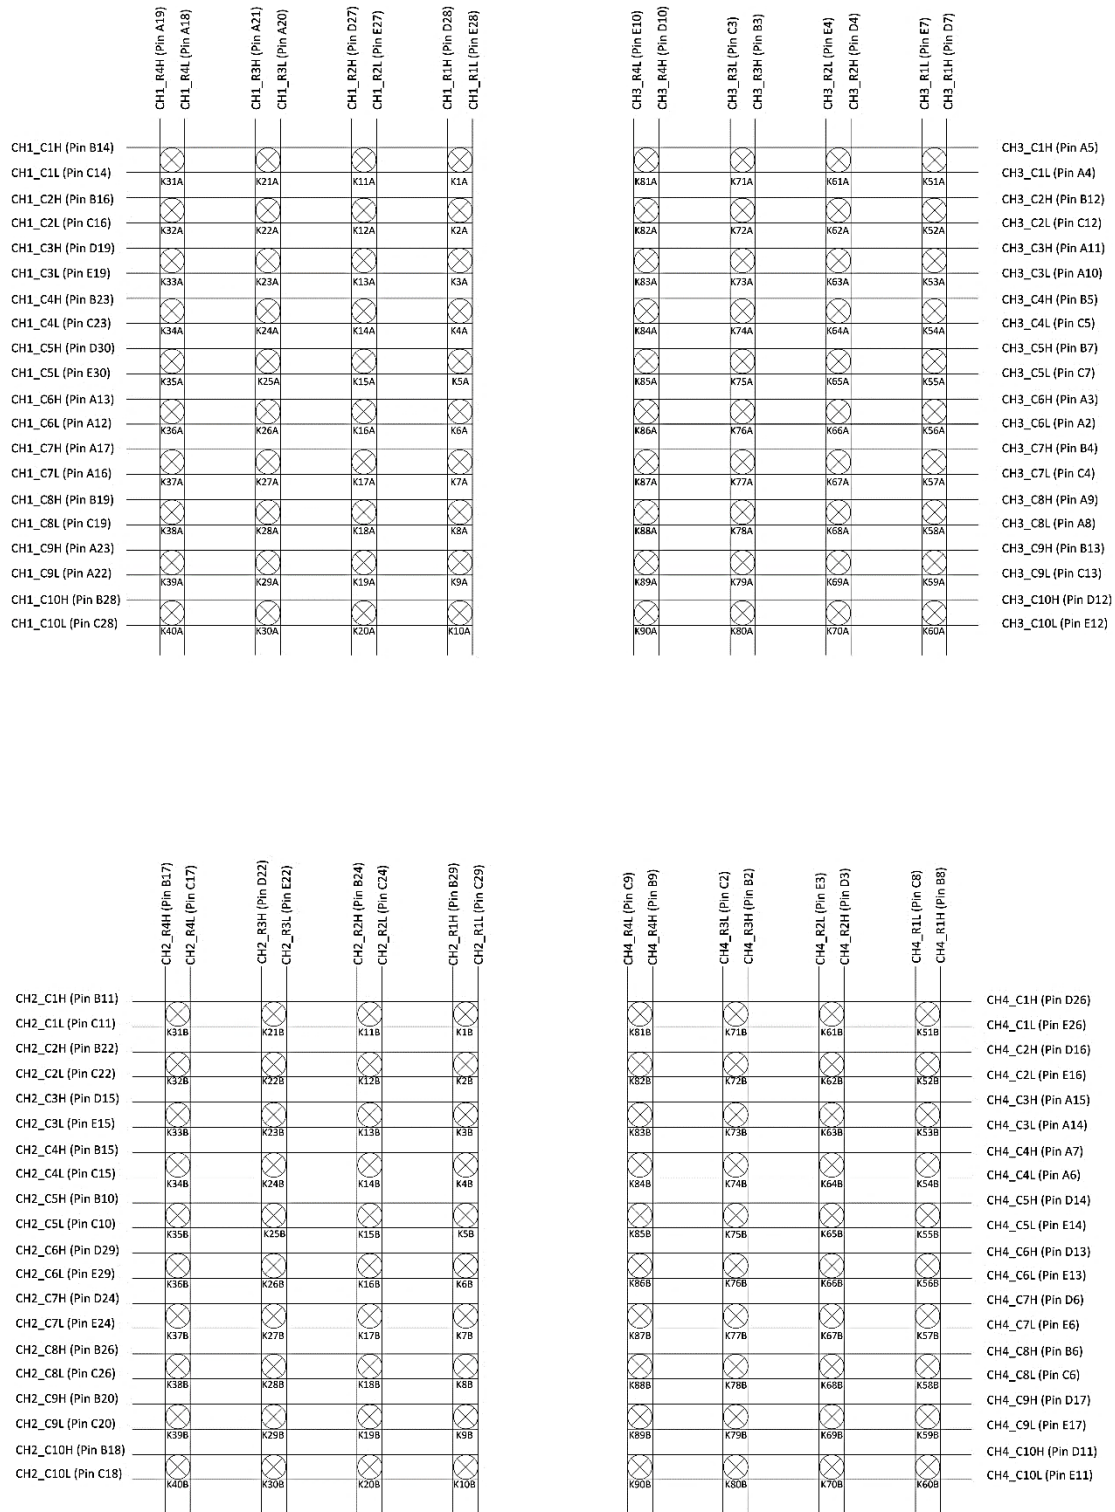 CH1_R4H (Pin A19)
CH1_R4L (Pin A18)
CH1_R3H (Pin A21)
CH1_R3L (Pin A20)
CH1_R2H (Pin D27)
CH1_R2L (Pin E27)
CH1_R1H (Pin D28)
CH1_R1L (Pin E28)
CH1_C1H (Pin B14)
CH1_C1L (Pin C14)
K31A K21A K11A K1A
CH1_C2H (Pin B16)
CH1_C2L (Pin C16)
K32A K22A K12A K2A
CH1_C3H (Pin D19)
CH1_C3L (Pin E19)
K33A K23A K13A K3A
CH1_C4H (Pin B23)
CH1_C4L (Pin C23)
K34A K24A K14A K4A
CH1_C5H (Pin D30)
CH1_C5L (Pin E30)
K35A K25A K15A K5A
CH1_C6H (Pin A13)
CH1_C6L (Pin A12)
K36A K26A K16A K6A
CH1_C7H (Pin A17)
CH1_C7L (Pin A16)
K37A K27A K17A K7A
CH1_C8H (Pin B19)
CH1_C8L (Pin C19)
K38A K28A K18A K8A
CH1_C9H (Pin A23)
CH1_C9L (Pin A22)
K39A K29A K19A K9A
CH1_C10H (Pin B28)
CH1_C10L (Pin C28)
K40A K30A K20A K10A
CH3_R4L (Pin E10)
CH3_R4H (Pin D10)
CH3_R3L (Pin C3)
CH3_R3H (Pin B3)
CH3_R2L (Pin E4)
CH3_R2H (Pin D4)
CH3_R1L (Pin E7)
CH3_R1H (Pin D7)
CH3_C1H (Pin A5)
CH3_C1L (Pin A4)
K81A K71A K61A K51A
CH3_C2H (Pin B12)
CH3_C2L (Pin C12)
K82A K72A K62A K52A
CH3_C3H (Pin A11)
CH3_C3L (Pin A10)
K83A K73A K63A K53A
CH3_C4H (Pin B5)
CH3_C4L (Pin C5)
K84A K74A K64A K54A
CH3_C5H (Pin B7)
CH3_C5L (Pin C7)
K85A K75A K65A K55A
CH3_C6H (Pin A3)
CH3_C6L (Pin A2)
K86A K76A K66A K56A
CH3_C7H (Pin B4)
CH3_C7L (Pin C4)
K87A K77A K67A K57A
CH3_C8H (Pin A9)
CH3_C8L (Pin A8)
K88A K78A K68A K58A
CH3_C9H (Pin B13)
CH3_C9L (Pin C13)
K89A K79A K69A K59A
CH3_C10H (Pin D12)
CH3_C10L (Pin E12)
K90A K80A K70A K60A
CH2_R4H (Pin B17)
CH2_R4L (Pin C17)
CH2_R3H (Pin D22)
CH2_R3L (Pin E22)
CH2_R2H (Pin B24)
CH2_R2L (Pin C24)
CH2_R1H (Pin B29)
CH2_R1L (Pin C29)
CH2_C1H (Pin B11)
CH2_C1L (Pin C11)
K31B K21B K11B K1B
CH2_C2H (Pin B22)
CH2_C2L (Pin C22)
K32B K22B K12B K2B
CH2_C3H (Pin D15)
CH2_C3L (Pin E15)
K33B K23B K13B K3B
CH2_C4H (Pin B15)
CH2_C4L (Pin C15)
K34B K24B K14B K4B
CH2_C5H (Pin B10)
CH2_C5L (Pin C10)
K35B K25B K15B K5B
CH2_C6H (Pin D29)
CH2_C6L (Pin E29)
K36B K26B K16B K6B
CH2_C7H (Pin D24)
CH2_C7L (Pin E24)
K37B K27B K17B K7B
CH2_C8H (Pin B26)
CH2_C8L (Pin C26)
K38B K28B K18B K8B
CH2_C9H (Pin B20)
CH2_C9L (Pin C20)
K39B K29B K19B K9B
CH2_C10H (Pin B18)
CH2_C10L (Pin C18)
K40B K30B K20B K10B
CH4_R4L (Pin C9)
CH4_R4H (Pin B9)
CH4_R3L (Pin C2)
CH4_R3H (Pin B2)
CH4_R2L (Pin E3)
CH4_R2H (Pin D3)
CH4_R1L (Pin C8)
CH4_R1H (Pin B8)
CH4_C1H (Pin D26)
CH4_C1L (Pin E26)
K81B K71B K61B K51B
CH4_C2H (Pin D16)
CH4_C2L (Pin E16)
K82B K72B K62B K52B
CH4_C3H (Pin A15)
CH4_C3L (Pin A14)
K83B K73B K63B K53B
CH4_C4H (Pin A7)
CH4_C4L (Pin A6)
K84B K74B K64B K54B
CH4_C5H (Pin D14)
CH4_C5L (Pin E14)
K85B K75B K65B K55B
CH4_C6H (Pin D13)
CH4_C6L (Pin E13)
K86B K76B K66B K56B
CH4_C7H (Pin D6)
CH4_C7L (Pin E6)
K87B K77B K67B K57B
CH4_C8H (Pin B6)
CH4_C8L (Pin C6)
K88B K78B K68B K58B
CH4_C9H (Pin D17)
CH4_C9L (Pin E17)
K89B K79B K69B K59B
CH4_C10H (Pin D11)
CH4_C10L (Pin E11)
K90B K80B K70B K60B